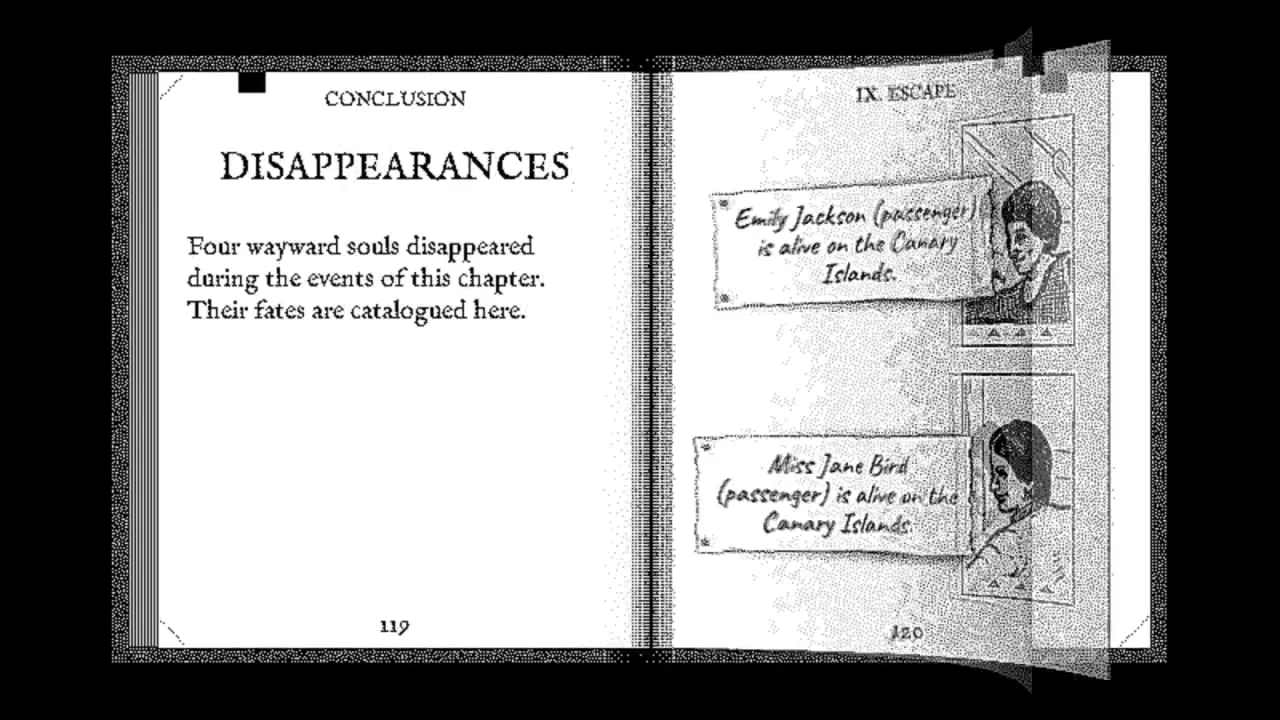 CONCLUSION
DISAPPEARANCES
Four wayward souls disappeared
during the events of this chapter.
Their fates are catalogued here.
119
IX. ESCAPE
Emily Jackson (passenger)
is alive on the Canary
Islands.
Miss Jane Bird
(passenger) is alive on the
Canary Islands.
120